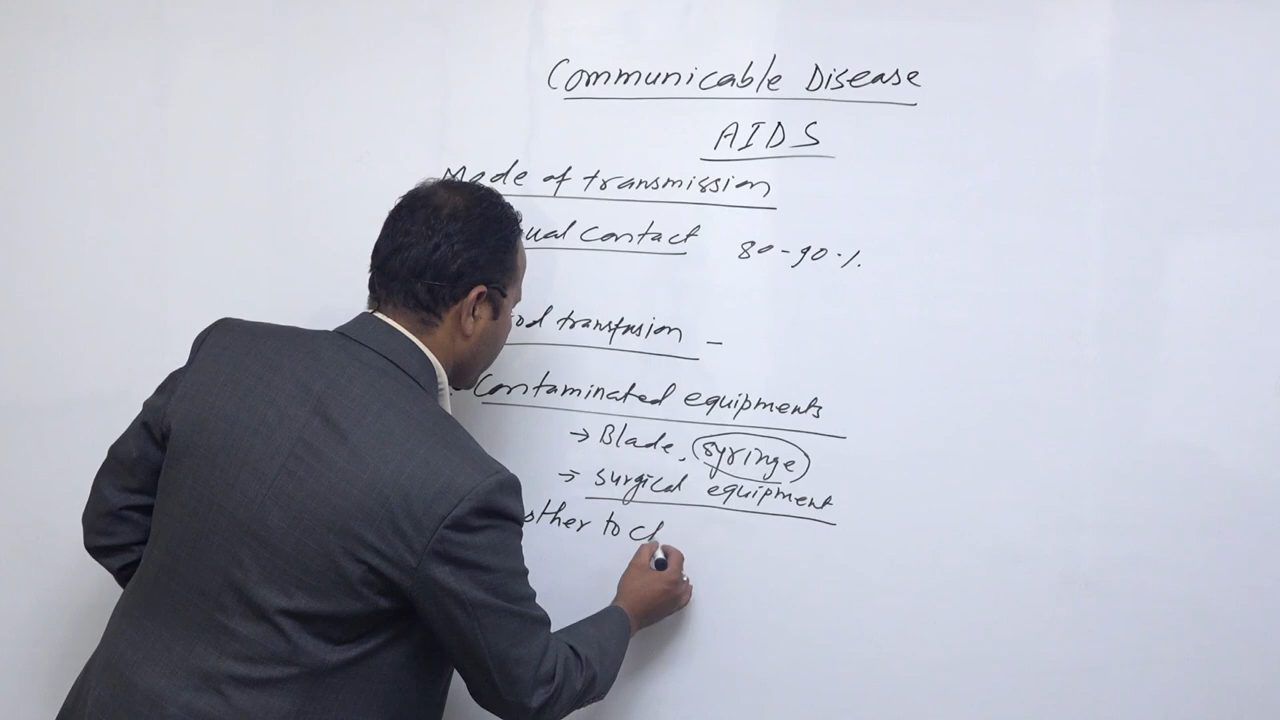 Communicable Disease
AIDS
Mode of transmission
ual contact 80-90%
od transfusion -
Contaminated equipments
→ Blade, syringe
→ surgical equipment
other to ch